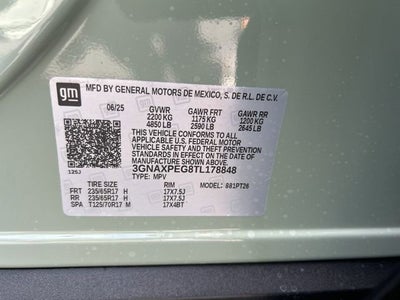 gm
MFD BY GENERAL MOTORS DE MEXICO, S. DE R.L. DE C.V.
06/25 GVWR GAWR FRT GAWR RR
2200 KG 1175 KG 1200 KG
4850 LB 2590 LB 2645 LB
THIS VEHICLE CONFORMS TO ALL
APPLICABLE U.S. FEDERAL MOTOR
VEHICLE SAFETY, BUMPER, AND THEFT
PREVENTION STANDARDS IN EFFECT ON
THE DATE OF MANUFACTURE SHOWN ABOVE.
3GNAXPEG8TL178848
125J TYPE: MPV MODEL: 881PT26
TIRE SIZE RIM
FRT 235/65R17 H 17X7.5J
RR 235/65R17 H 17X7.5J
SPA T125/70R17 M 17X4BT